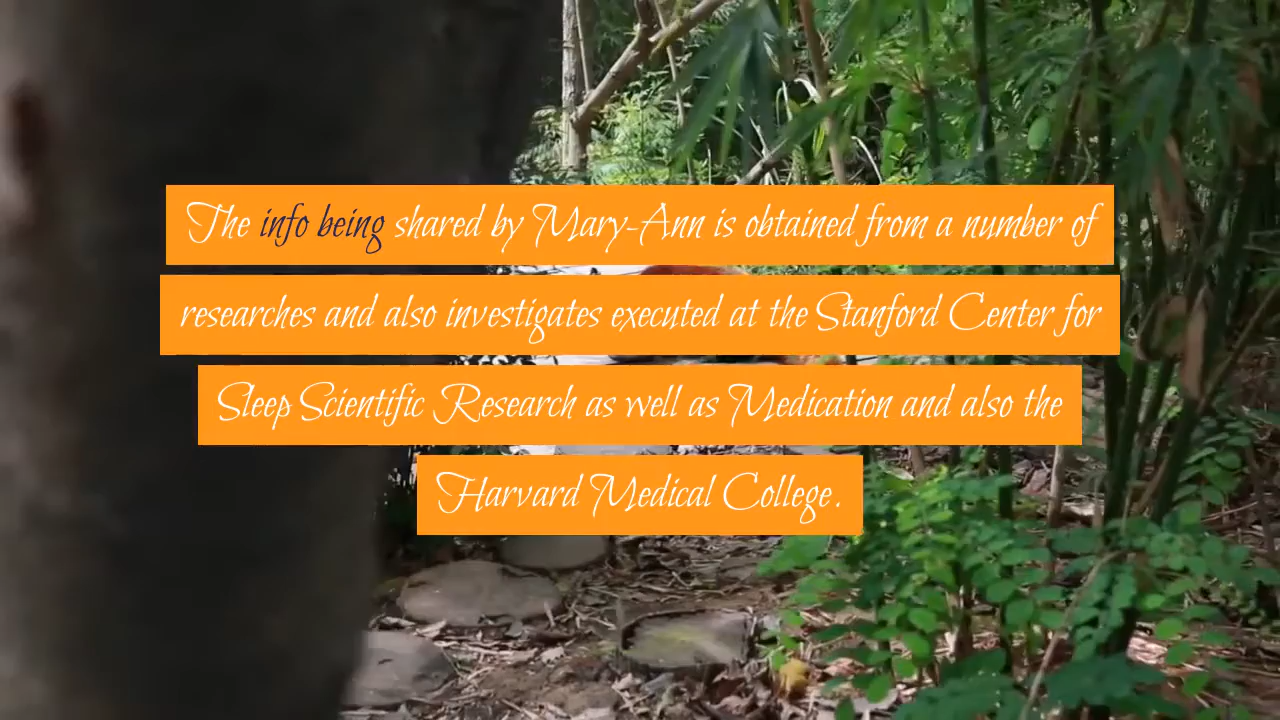 The info being shared by Mary-Ann is obtained from a number of
researches and also investigates executed at the Stanford Center for
Sleep Scientific Research as well as Medication and also the
Harvard Medical College.